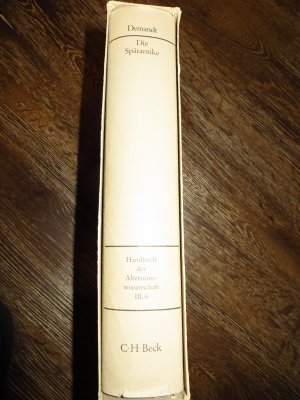 Demandt
Die
Spätantike
Handbuch
der
Altertums-
wissenschaft
III. 6
C·H·Beck